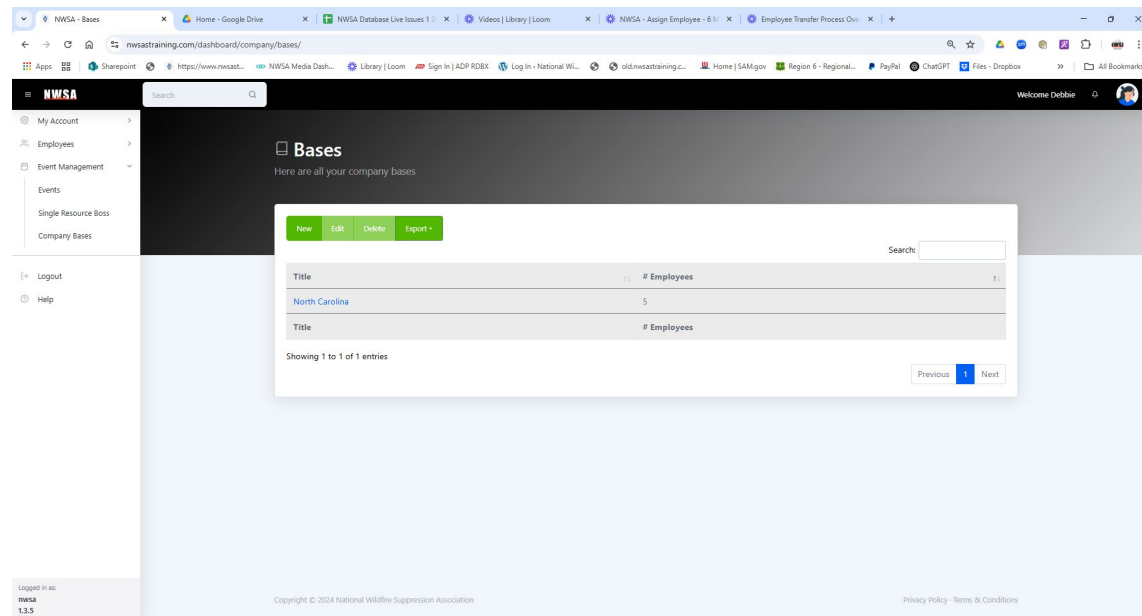 NWSA - Bases
Home - Google Drive
NWSA Database Live Issues 1.
Videos | Library | Loom
NWSA - Assign Employee - 6 M
Employee Transfer Process Ove
nwsastraining.com/dashboard/company/bases/
Apps
Sharepoint
https://www.nwsast...
NWSA Media Dash...
Library | Loom
Sign In | ADP RDBX
Log In ‹ National Wi...
old.nwsastraining.c...
Home | SAM.gov
Region 6 - Regional...
PayPal
ChatGPT
Files - Dropbox
All Bookmarks
NWSA
Search
Welcome Debbie
My Account
Employees
Event Management
Events
Single Resource Boss
Company Bases
Logout
Help
Bases
Here are all your company bases
New Edit Delete Export
Search:
Title # Employees
North Carolina 5
Title # Employees
Showing 1 to 1 of 1 entries
Previous 1 Next
Logged in as:
nwsa
1.3.5
Copyright © 2024 National Wildfire Suppression Association
Privacy Policy · Terms & Conditions